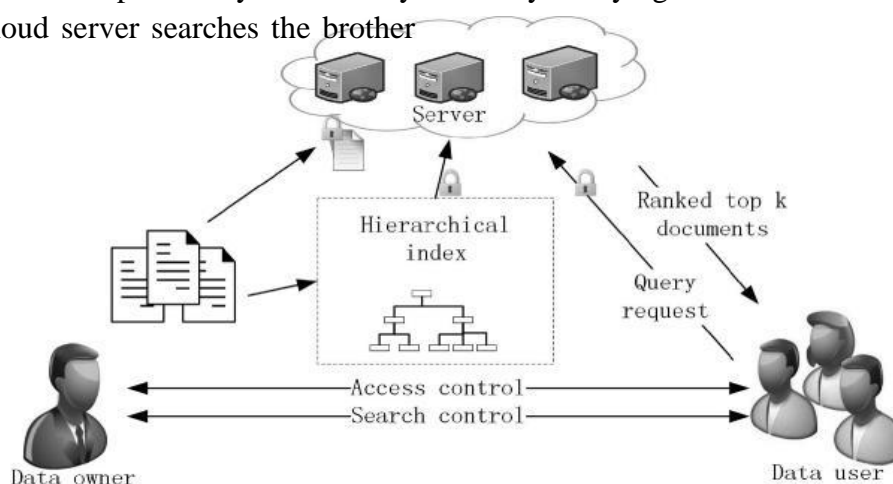 loud server searches the brother
Server
Ranked top k
documents
Hierarchical
index
Query
request
Access control
Search control
Data owner
Data user